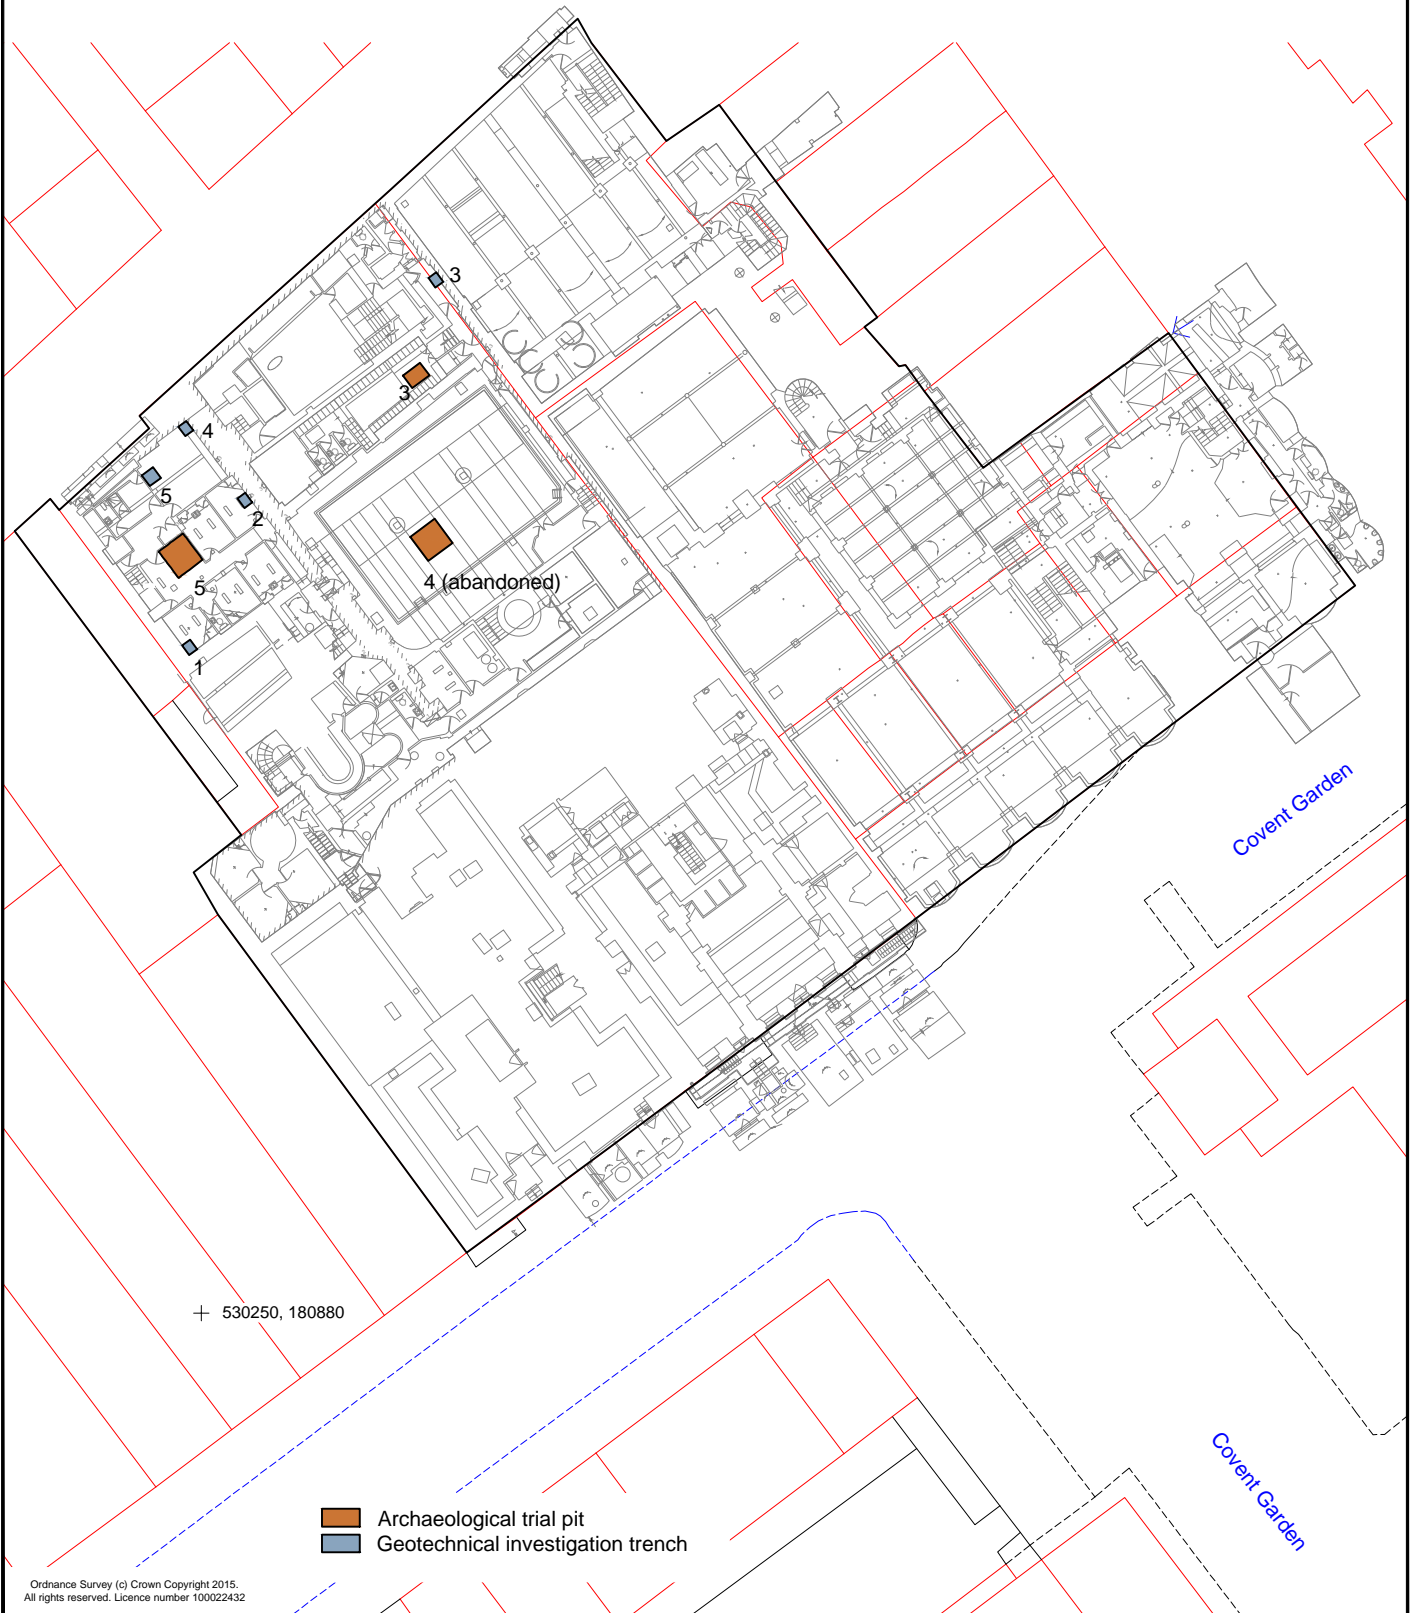 3
3
4
5
2
4 (abandoned)
5
1
Covent Garden
530250, 180880
Covent Garden
Archaeological trial pit
Geotechnical investigation trench
Ordnance Survey (c) Crown Copyright 2015.
All rights reserved. Licence number 100022432